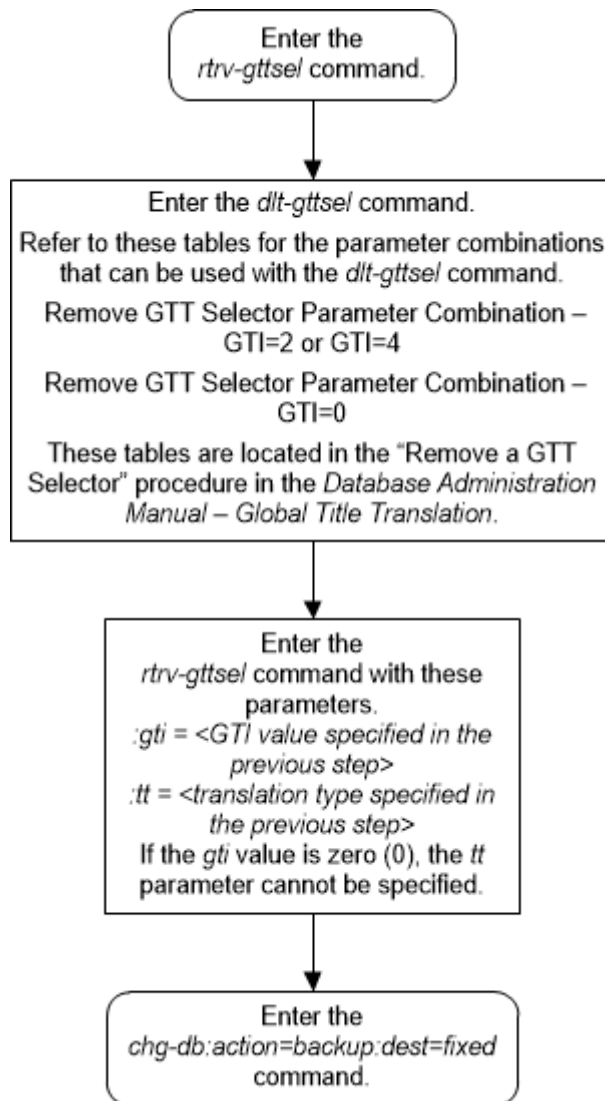 Enter the
rtrv-gttsel command.
Enter the dlt-gttsel command.
Refer to these tables for the parameter combinations
that can be used with the dlt-gttsel command.
Remove GTT Selector Parameter Combination –
GTI=2 or GTI=4
Remove GTT Selector Parameter Combination –
GTI=0
These tables are located in the “Remove a GTT
Selector” procedure in the Database Administration
Manual – Global Title Translation.
Enter the
rtrv-gttsel command with these
parameters.
:gti = <GTI value specified in the
previous step>
:tt = <translation type specified in
the previous step>
If the gti value is zero (0), the tt
parameter cannot be specified.
Enter the
chg-db:action=backup:dest=fixed
command.